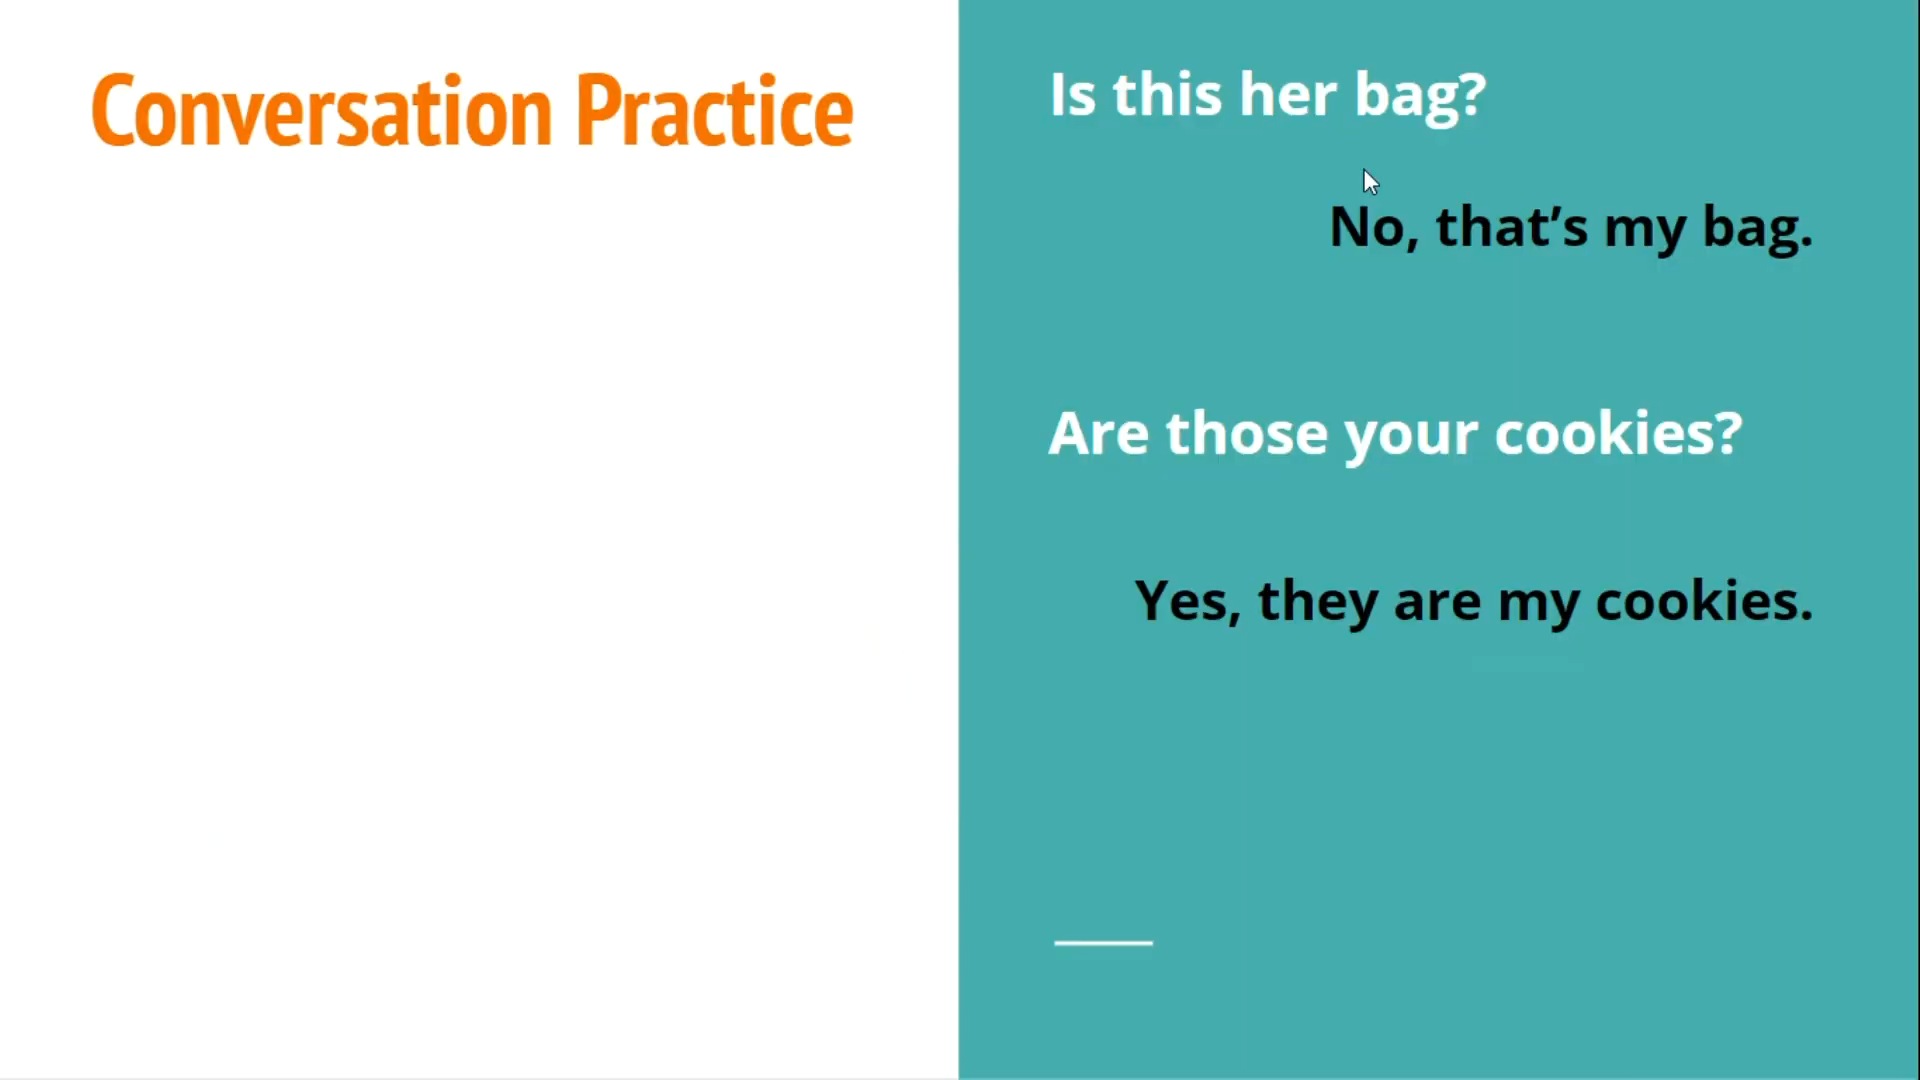 Conversation Practice
Is this her bag?
No, that’s my bag.
Are those your cookies?
Yes, they are my cookies.